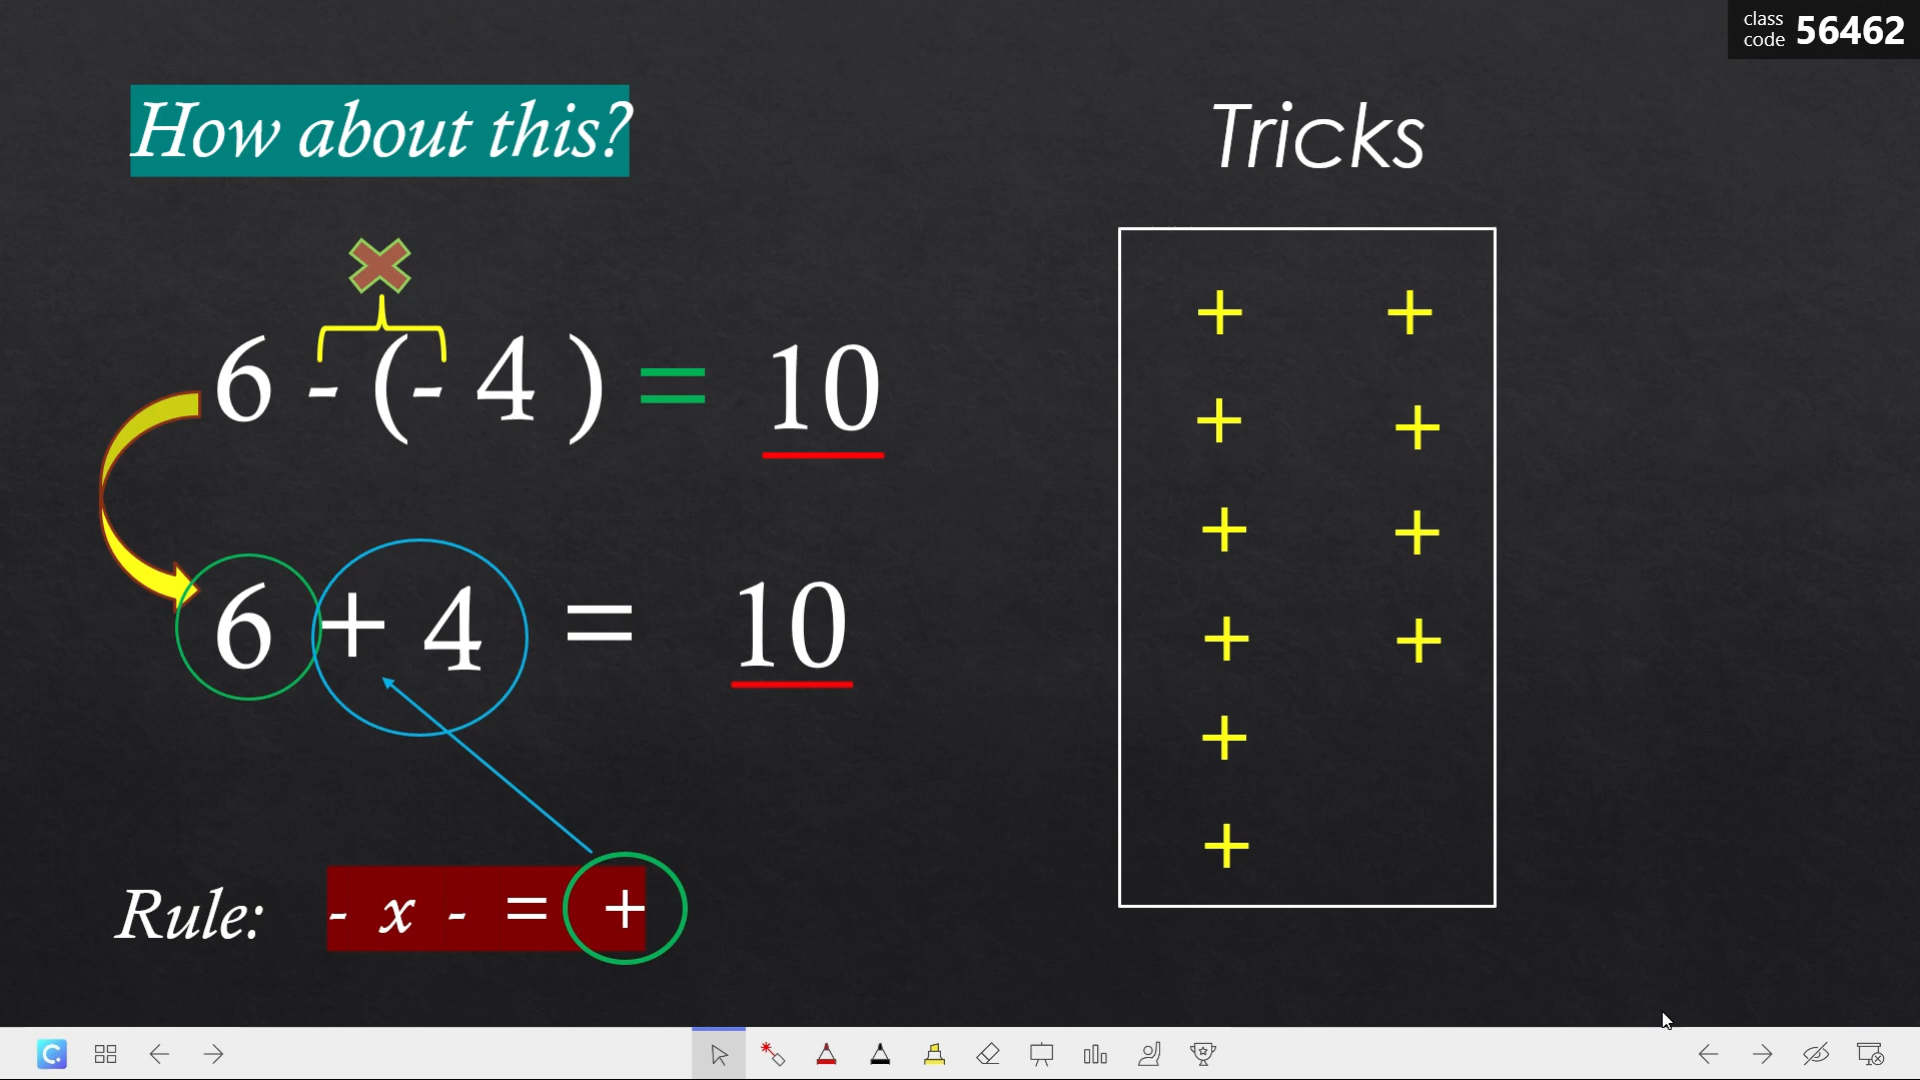 class code 56462
How about this?
6 - (- 4 ) = 10
6 + 4 = 10
Rule: - x - = +
Tricks
+ +
+ +
+ +
+ +
+
+